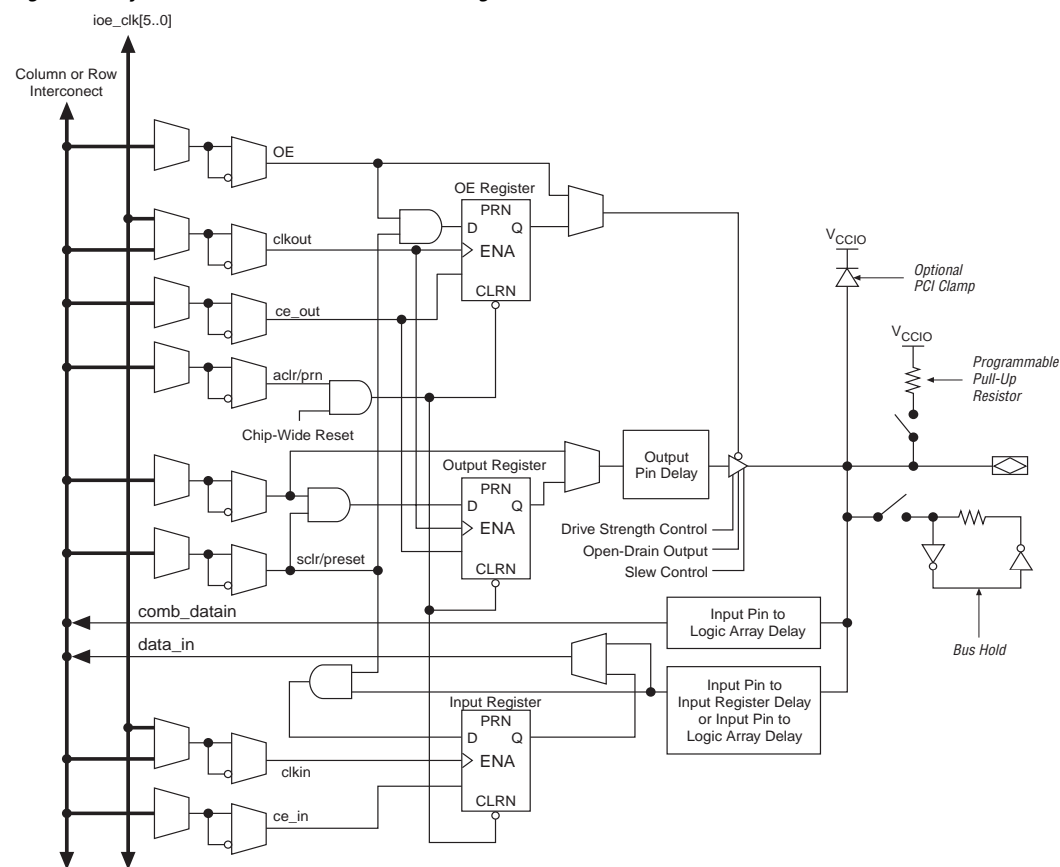 ioe_clk[5..0]
Column or Row
Interconect
OE
OE Register
PRN
D
Q
ENA
CLRN
clkout
ce_out
aclr/prn
Chip-Wide Reset
VCCIO
Optional
PCI Clamp
VCCIO
Programmable
Pull-Up
Resistor
Output Register
PRN
D
Q
ENA
CLRN
Output
Pin Delay
Drive Strength Control
Open-Drain Output
Slew Control
sclr/preset
comb_datain
data_in
Input Pin to
Logic Array Delay
Bus Hold
Input Pin to
Input Register Delay
or Input Pin to
Logic Array Delay
Input Register
PRN
D
Q
ENA
CLRN
clkin
ce_in